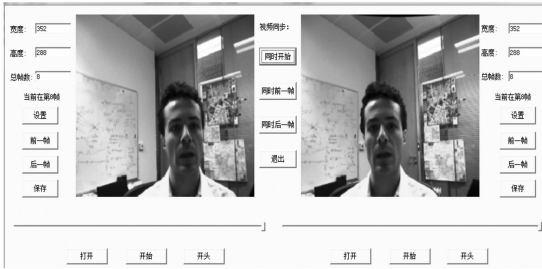 宽度: 352
高度: 288
总帧数: 8
当前在第8帧
设置
前一帧
后一帧
保存
视频同步:
同时开始
同时前一帧
同时后一帧
退出
宽度: 352
高度: 288
总帧数: 8
当前在第8帧
设置
前一帧
后一帧
保存
打开 开始 开头
打开 开始 开头